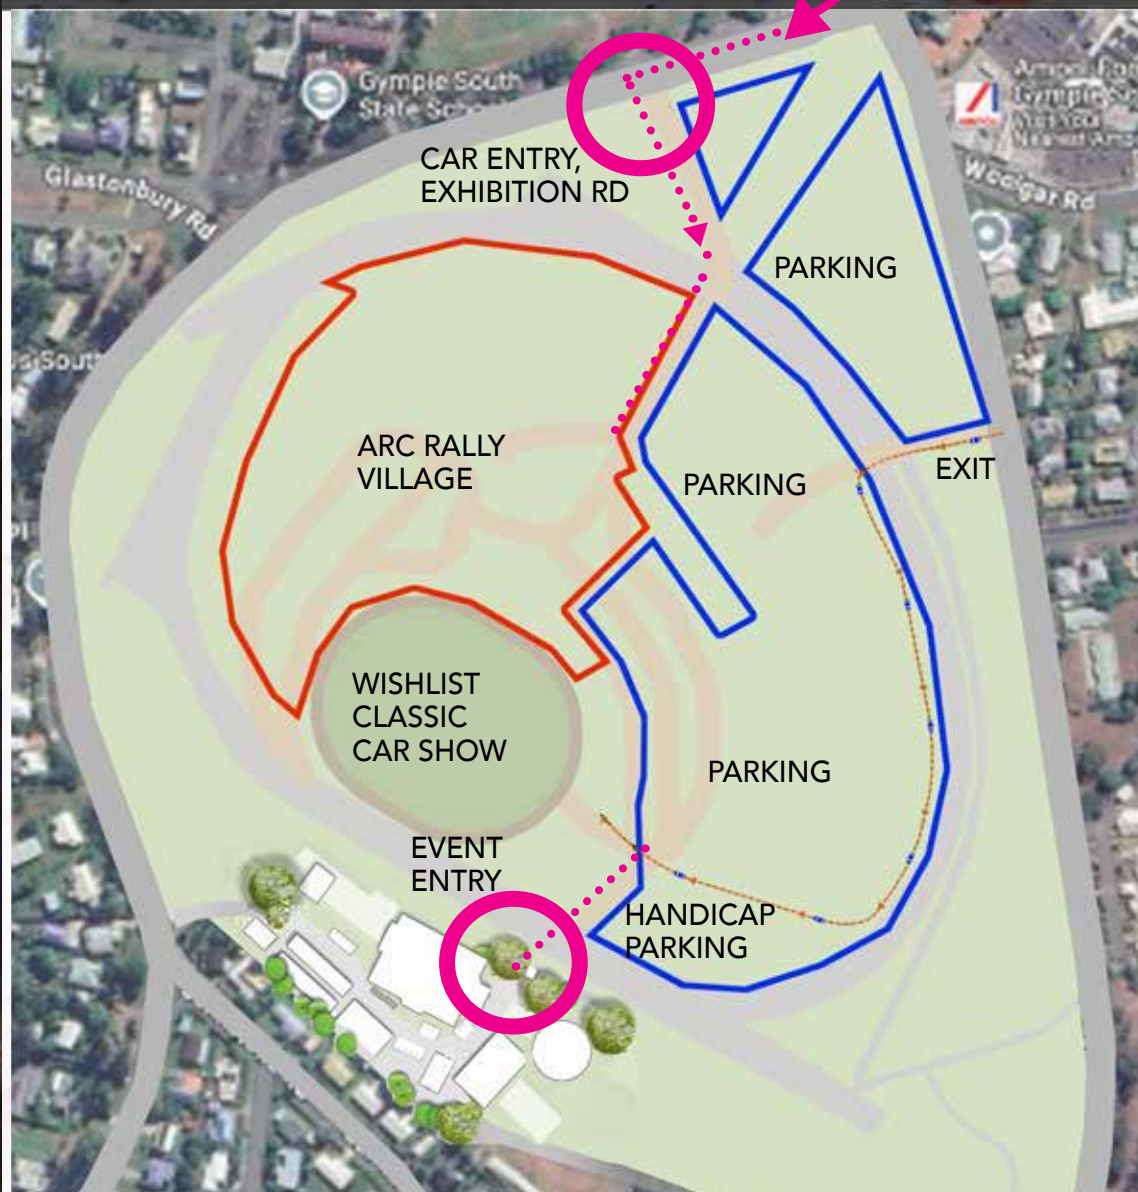 Gympie South
State School
CAR ENTRY,
EXHIBITION RD
Glastonbury Rd
Woolgar Rd
PARKING
ARC RALLY
VILLAGE
PARKING
EXIT
WISHLIST
CLASSIC
CAR SHOW
PARKING
EVENT
ENTRY
HANDICAP
PARKING